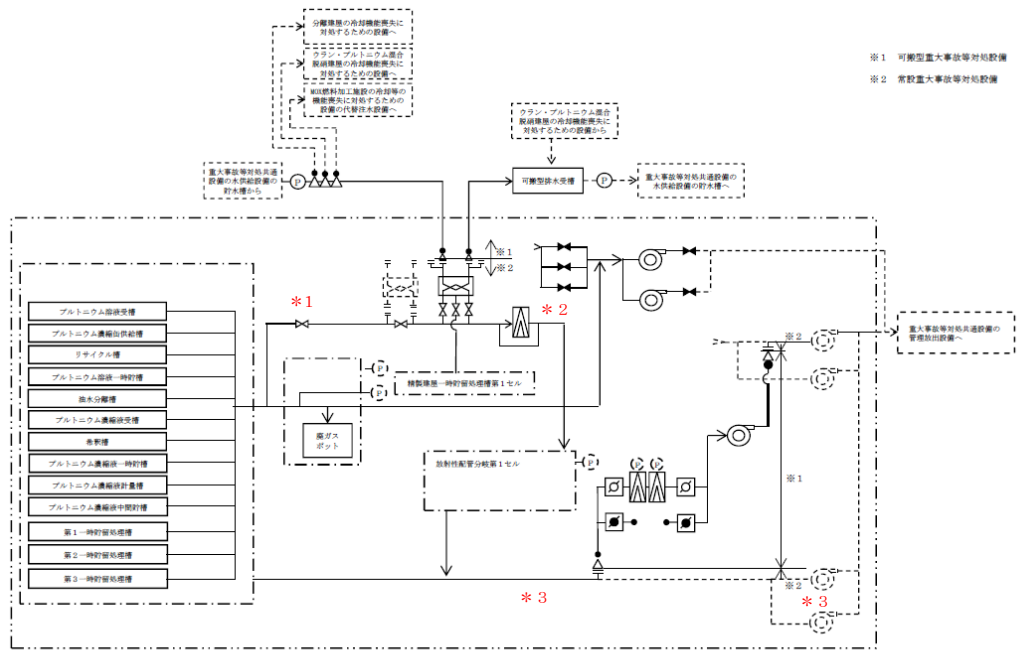 分離建屋の冷却機能喪失に
対処するための設備へ
ウラン・プルトニウム混合
脱硝建屋の冷却機能喪失に
対処するための設備へ
MOX燃料加工施設の冷却等の
機能喪失に対処するための
設備の代替注水設備へ
※1 可搬型重大事故等対処設備
※2 常設重大事故等対処設備
ウラン・プルトニウム混合
脱硝建屋の冷却機能喪失に
対処するための設備から
重大事故等対処共通
設備の水供給設備の
貯水槽から
P
可搬型排水受槽
P
重大事故等対処共通設備の
水供給設備の貯水槽へ
※1
※2
*1
*2
プルトニウム溶液受槽
プルトニウム濃縮缶供給槽
リサイクル槽
プルトニウム溶液一時貯槽
油水分離槽
プルトニウム濃縮液受槽
希釈槽
プルトニウム濃縮液一時貯槽
プルトニウム濃縮液計量槽
プルトニウム濃縮液中間貯槽
第1一時貯留処理槽
第2一時貯留処理槽
第3一時貯留処理槽
P
P
精製建屋一時貯留処理槽第1セル
廃ガス
ポット
放射性配管分岐第1セル
P
P
P
※2
重大事故等対処共通設備の
管理放出設備へ
※1
※2
*3
*3